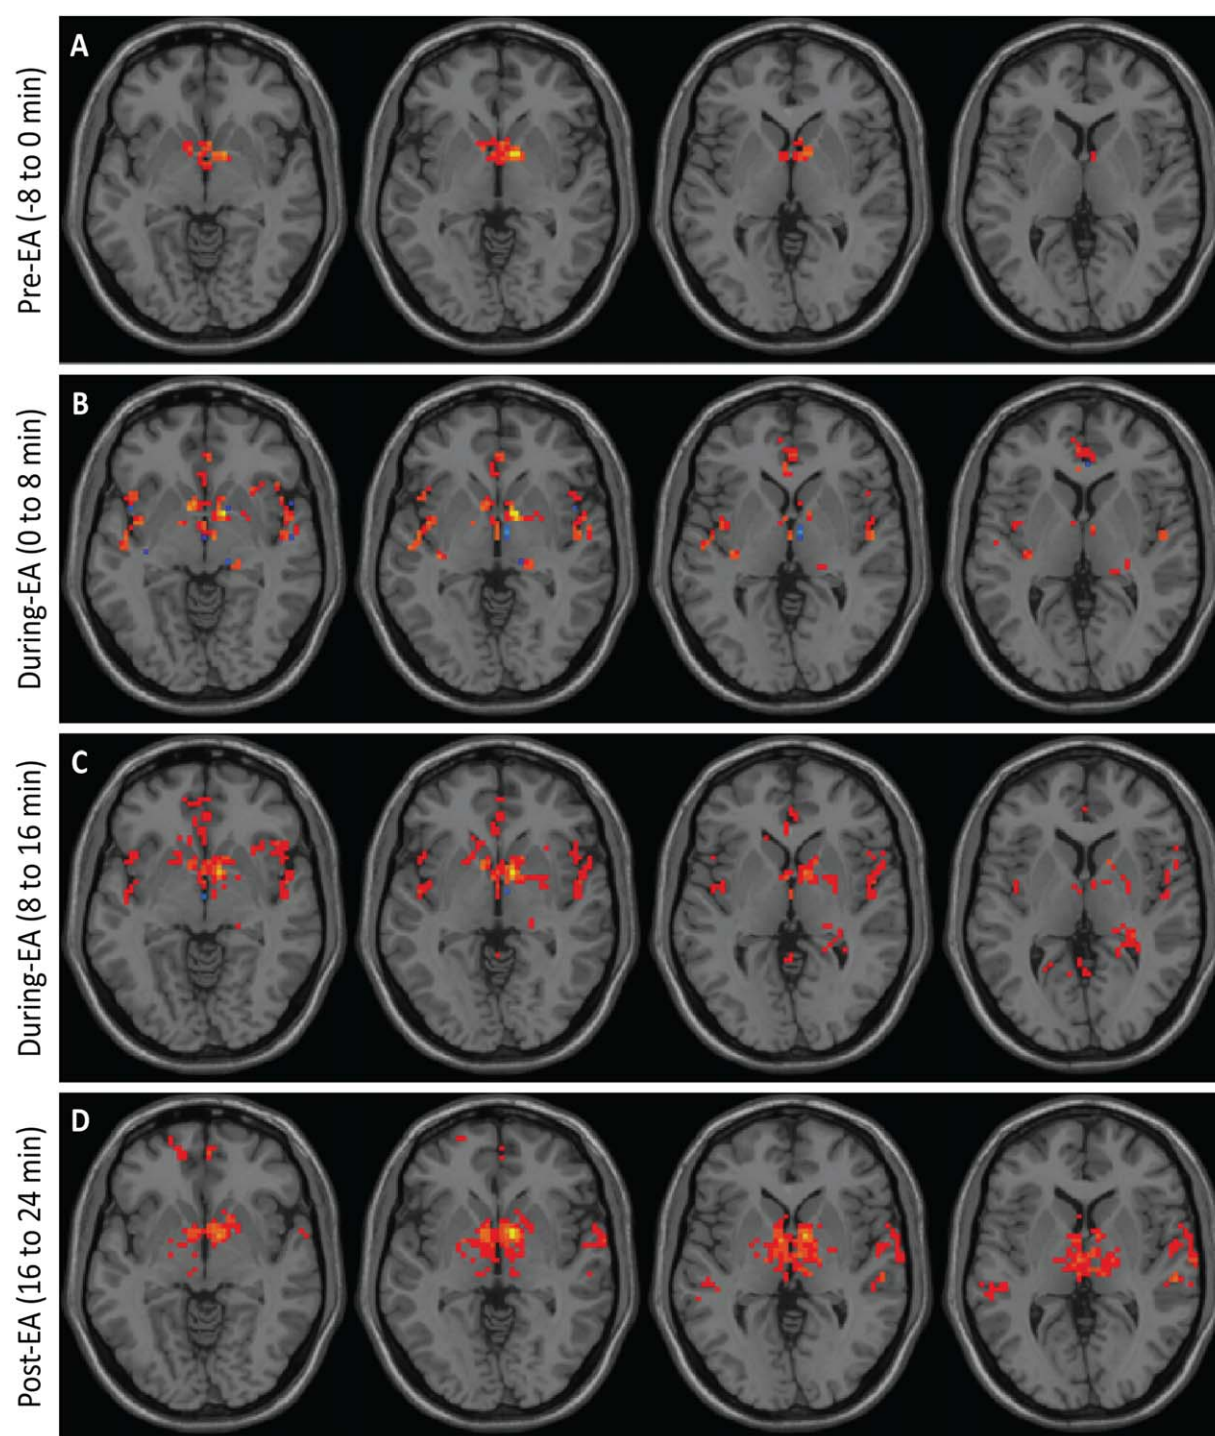 A
Pre-EA (-8 to 0 min)
B
During-EA (0 to 8 min)
C
During-EA (8 to 16 min)
D
Post-EA (16 to 24 min)